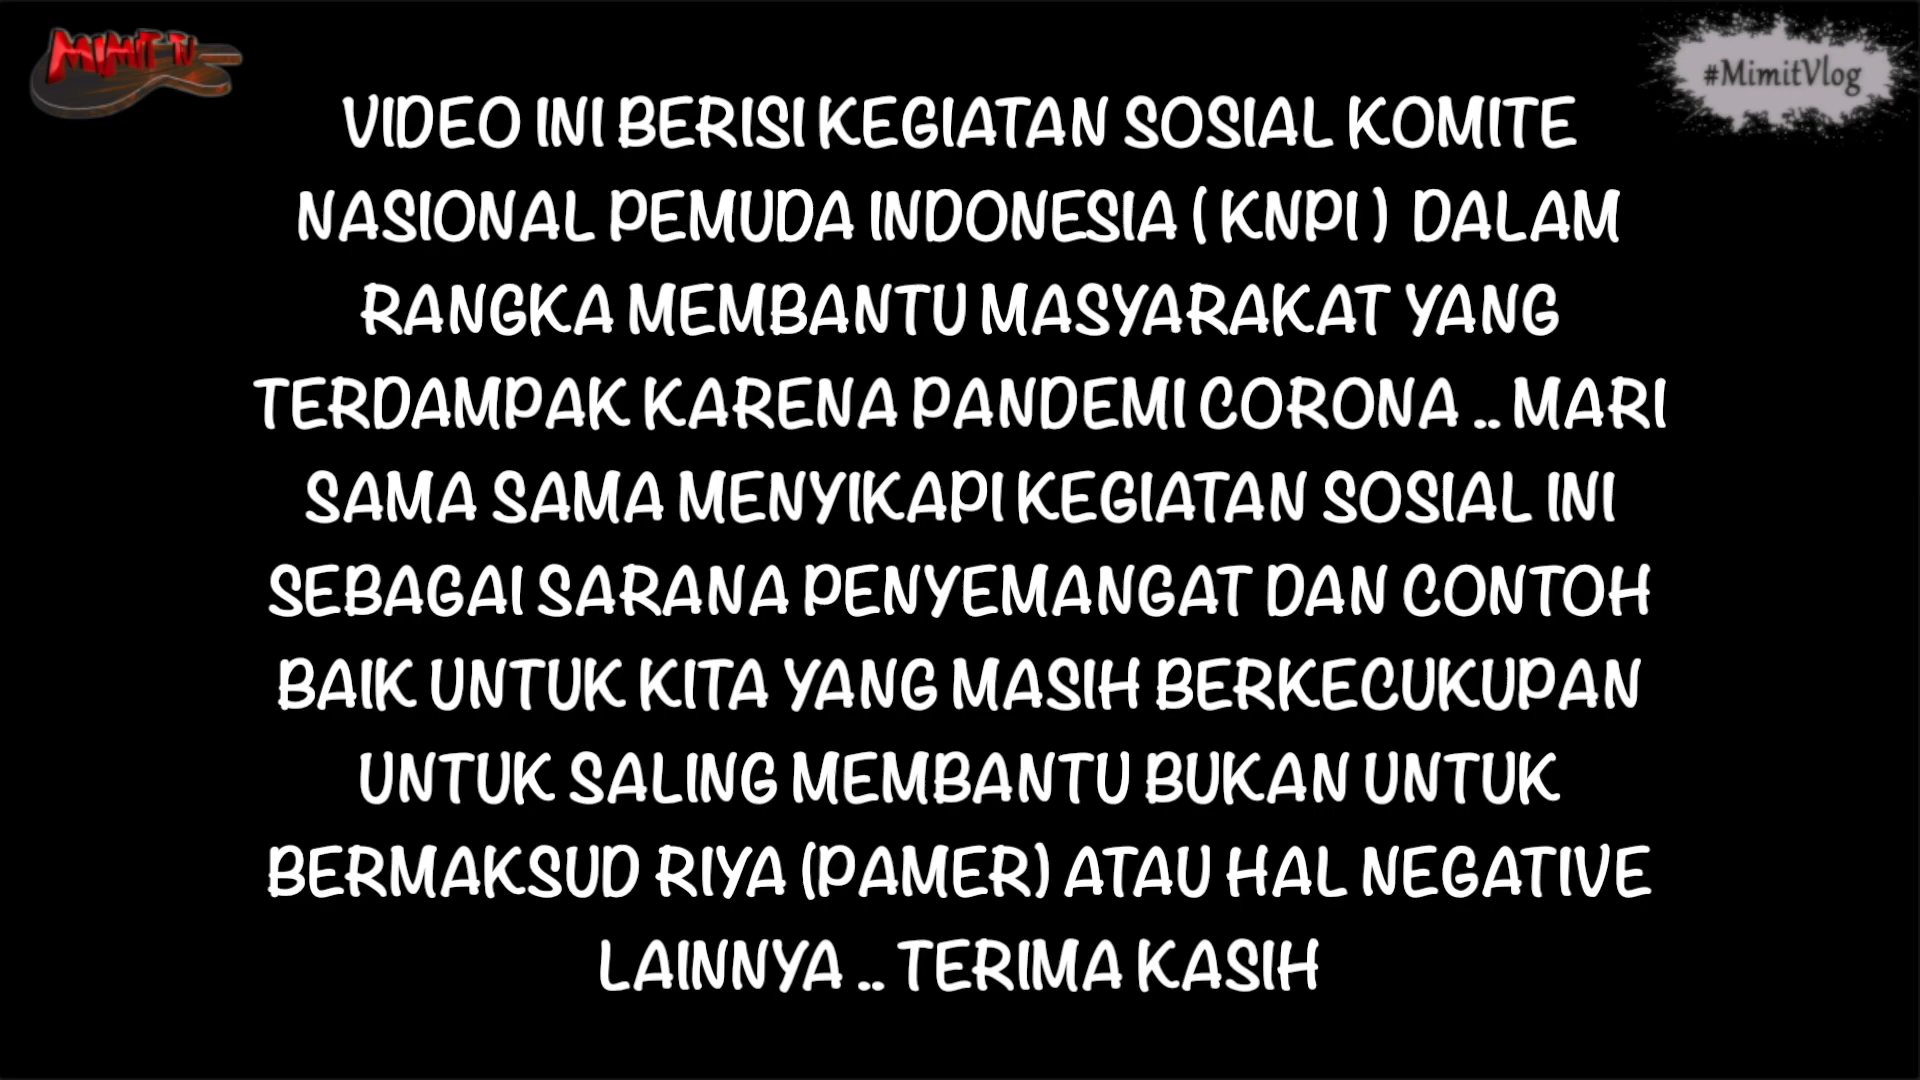 MIMIT TV
#MimitVlog
VIDEO INI BERISI KEGIATAN SOSIAL KOMITE
NASIONAL PEMUDA INDONESIA ( KNPI ) DALAM
RANGKA MEMBANTU MASYARAKAT YANG
TERDAMPAK KARENA PANDEMI CORONA .. MARI
SAMA SAMA MENYIKAPI KEGIATAN SOSIAL INI
SEBAGAI SARANA PENYEMANGAT DAN CONTOH
BAIK UNTUK KITA YANG MASIH BERKECUKUPAN
UNTUK SALING MEMBANTU BUKAN UNTUK
BERMAKSUD RIYA (PAMER) ATAU HAL NEGATIVE
LAINNYA .. TERIMA KASIH